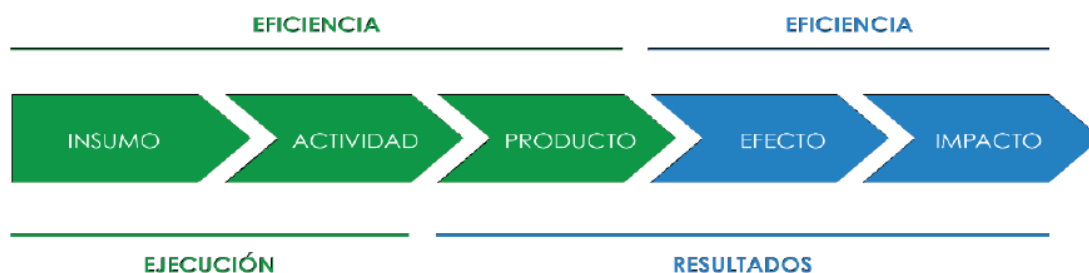 EFICIENCIA EFICIENCIA
INSUMO ACTIVIDAD PRODUCTO EFECTO IMPACTO
EJECUCIÓN RESULTADOS